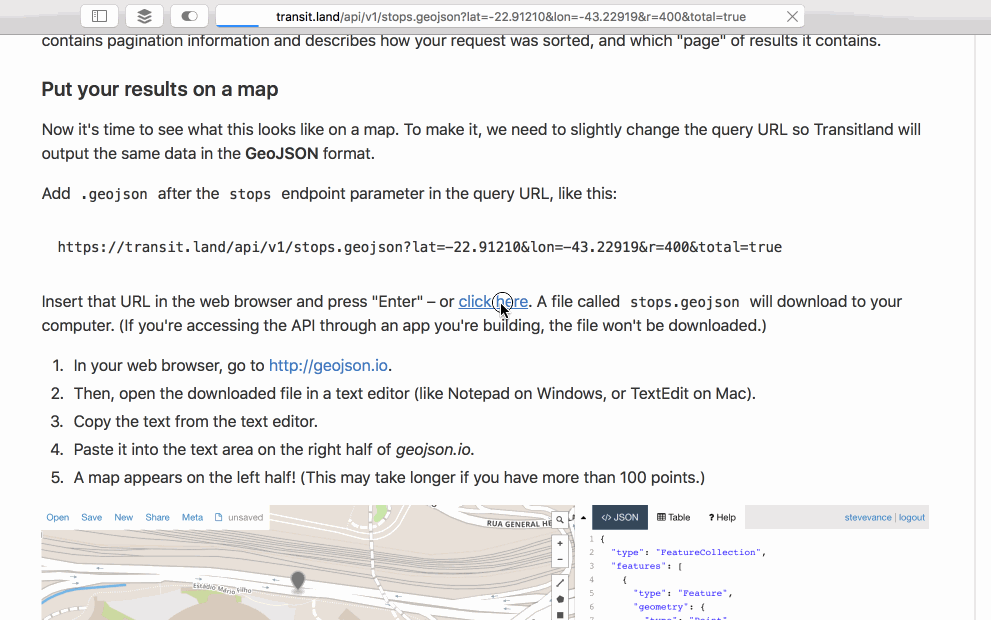 transit.land/api/v1/stops.geojson?lat=-22.91210&lon=-43.22919&r=400&total=true
contains pagination information and describes how your request was sorted, and which "page" of results it contains.
Put your results on a map
Now it's time to see what this looks like on a map. To make it, we need to slightly change the query URL so Transitland will
output the same data in the GeoJSON format.
Add .geojson after the stops endpoint parameter in the query URL, like this:
https://transit.land/api/v1/stops.geojson?lat=-22.91210&lon=-43.22919&r=400&total=true
Insert that URL in the web browser and press "Enter" – or click here. A file called stops.geojson will download to your
computer. (If you're accessing the API through an app you're building, the file won't be downloaded.)
1. In your web browser, go to http://geojson.io.
2. Then, open the downloaded file in a text editor (like Notepad on Windows, or TextEdit on Mac).
3. Copy the text from the text editor.
4. Paste it into the text area on the right half of geojson.io.
5. A map appears on the left half! (This may take longer if you have more than 100 points.)
Open Save New Share Meta unsaved
RUA GENERAL HE
Estádio Mário Filho
+
−
</> JSON Table ? Help stevevance | logout
1 {
2 "type": "FeatureCollection",
3 "features": [
4 {
5 "type": "Feature",
6 "geometry": {
7 "type": "Point",